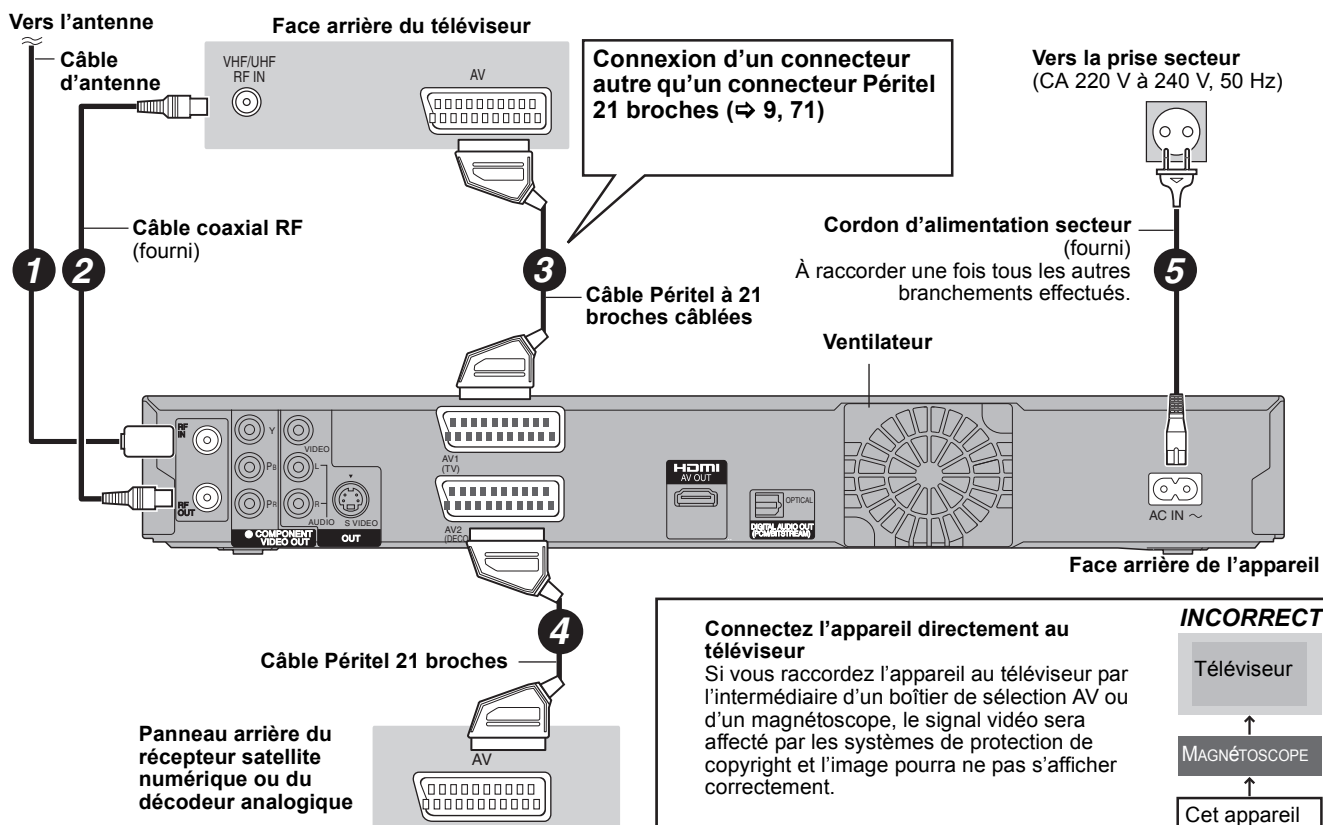 Vers l'antenne
Câble
d'antenne
Face arrière du téléviseur
VHF/UHF
RF IN
AV
Connexion d'un connecteur
autre qu'un connecteur Péritel
21 broches (⇨ 9, 71)
Vers la prise secteur
(CA 220 V à 240 V, 50 Hz)
Câble coaxial RF
(fourni)
1
2
3
Câble Péritel à 21
broches câblées
Cordon d'alimentation secteur
(fourni)
À raccorder une fois tous les autres
branchements effectués.
5
Ventilateur
RF
IN
RF
OUT
Y
PB
PR
COMPONENT
VIDEO OUT
VIDEO
L
R
AUDIO
S VIDEO
OUT
AV1
(TV)
AV2
(DECO
HDMI
AV OUT
OPTICAL
DIGITAL AUDIO OUT
(PCM/BITSTREAM)
AC IN ~
Face arrière de l'appareil
4
Câble Péritel 21 broches
Panneau arrière du
récepteur satellite
numérique ou du
décodeur analogique
AV
Connectez l'appareil directement au
téléviseur
Si vous raccordez l'appareil au téléviseur par
l'intermédiaire d'un boîtier de sélection AV ou
d'un magnétoscope, le signal vidéo sera
affecté par les systèmes de protection de
copyright et l'image pourra ne pas s'afficher
correctement.
INCORRECT
Téléviseur
↑
MAGNéTOSCOPE
↑
Cet appareil